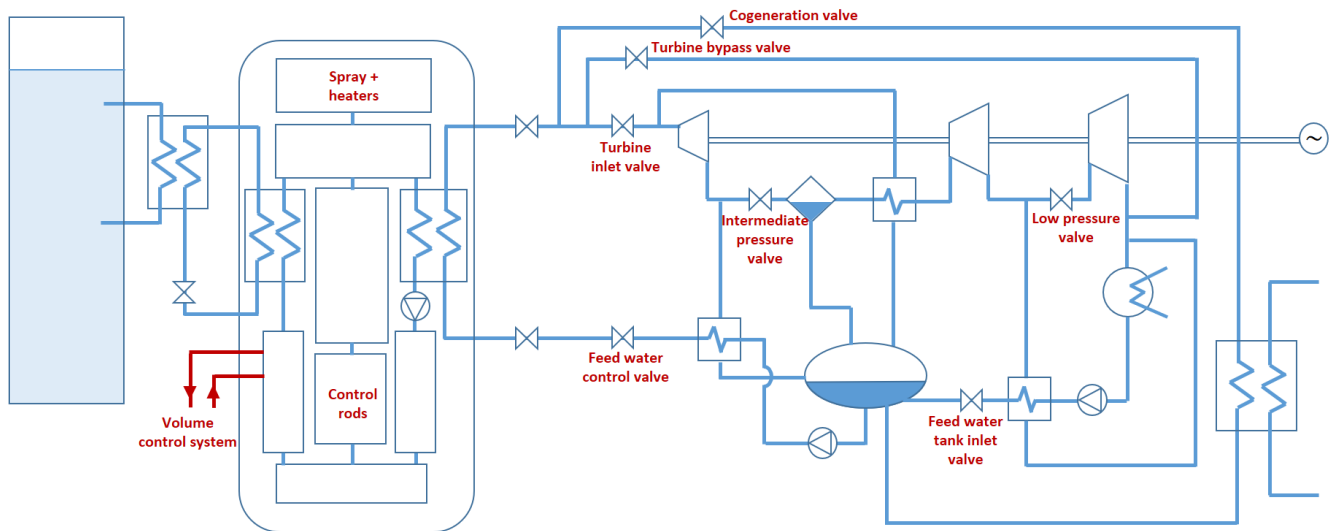 Cogeneration valve
Turbine bypass valve
Spray +
heaters
Turbine
inlet valve
Intermediate
pressure
valve
Low pressure
valve
Feed water
control valve
Control
rods
Volume
control system
Feed water
tank inlet
valve
~